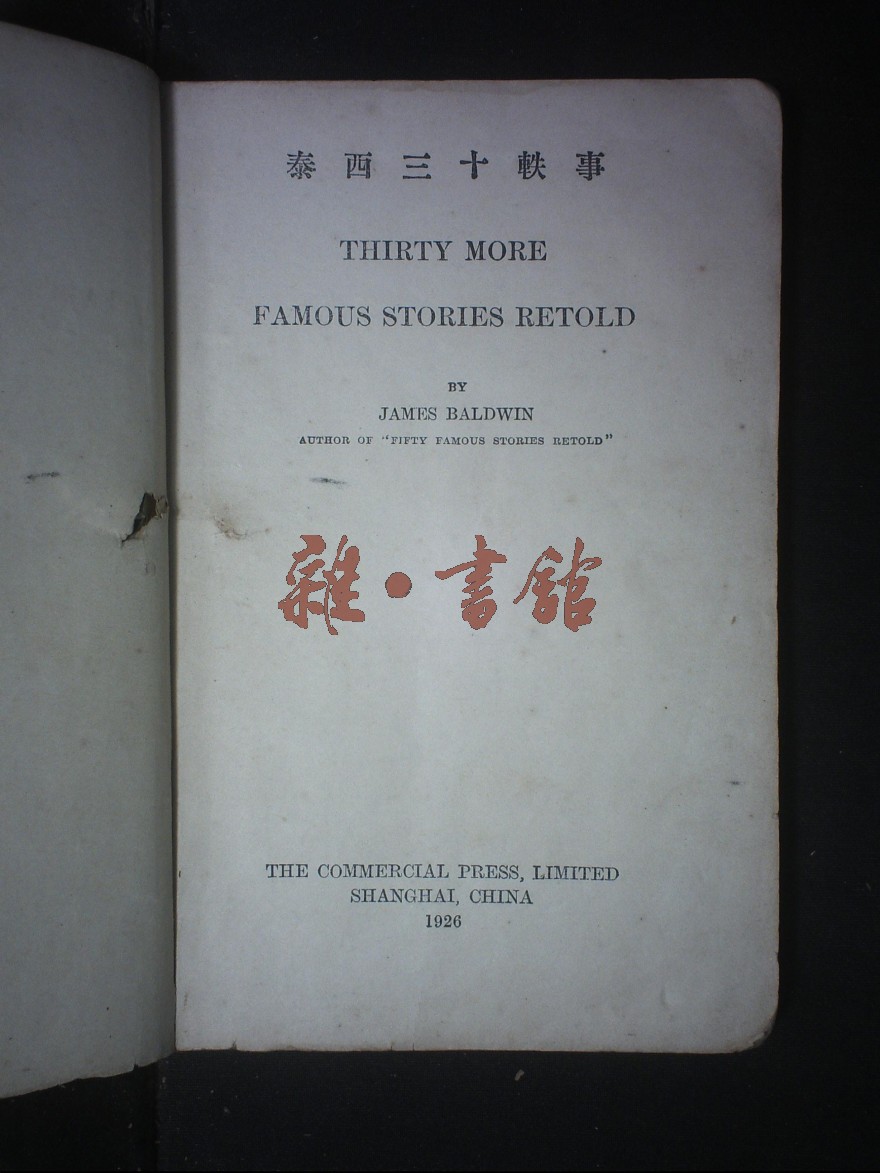 泰西三十軼事
THIRTY MORE
FAMOUS STORIES RETOLD
BY
JAMES BALDWIN
AUTHOR OF "FIFTY FAMOUS STORIES RETOLD"
雜·書館
THE COMMERCIAL PRESS, LIMITED
SHANGHAI, CHINA
1926